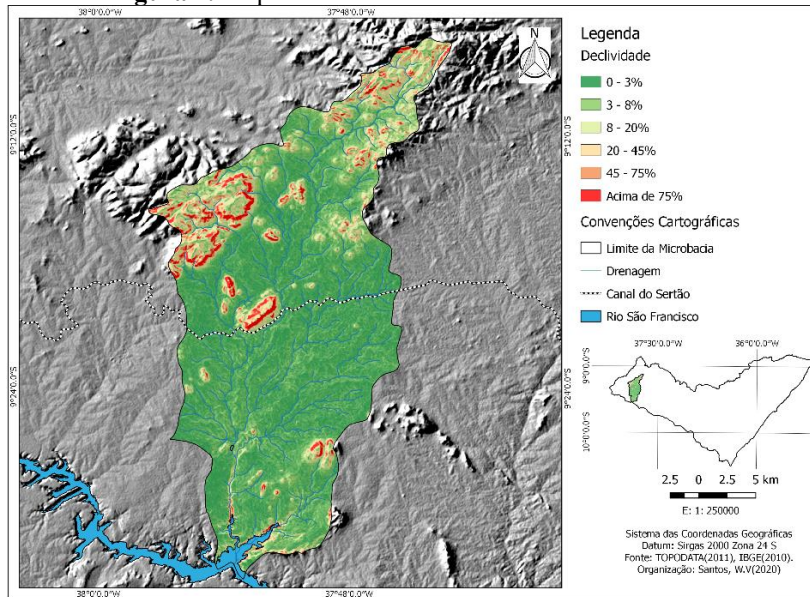 38°0'0.0"W
37°48'0.0"W
N
9°12'0.0"S
9°12'0.0"S
9°24'0.0"S
9°24'0.0"S
38°0'0.0"W
37°48'0.0"W
Legenda
Declividade
0 - 3%
3 - 8%
8 - 20%
20 - 45%
45 - 75%
Acima de 75%
Convenções Cartográficas
Limite da Microbacia
Drenagem
Canal do Sertão
Rio São Francisco
37°30'0.0"W
36°0'0.0"W
9°0'0.0"S
10°0'0.0"S
2.5 0 2.5 5 km
E: 1: 250000
Sistema das Coordenadas Geográficas
Datum: Sirgas 2000 Zona 24 S
Fonte: TOPODATA(2011), IBGE(2010).
Organização: Santos, W.V(2020)